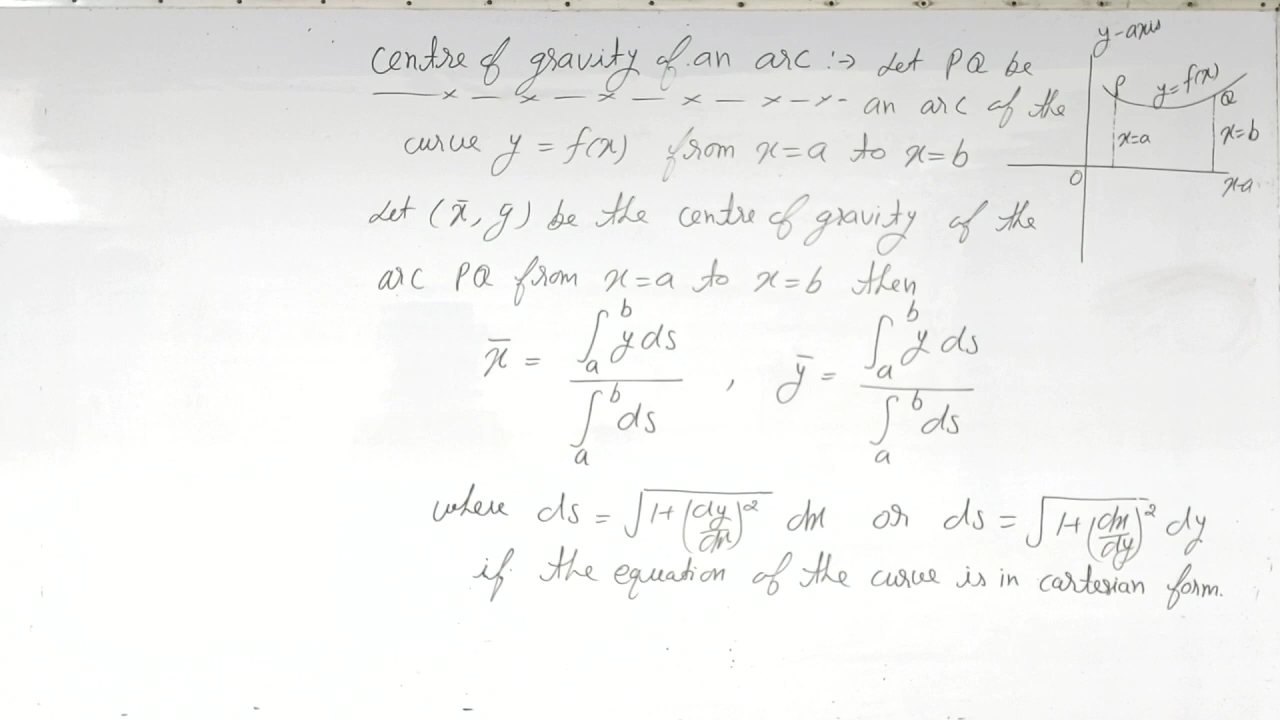 centre of gravity of an arc :→ Let PQ be
an arc of the
curve y = f(x) from x=a to x=b
Let (x̄, ȳ) be the centre of gravity of the
arc PQ from x=a to x=b then
x̄ = ∫_a^b y ds / ∫_a^b ds , ȳ = ∫_a^b y ds / ∫_a^b ds
where ds = √(1+(dy/dx)²) dx or ds = √(1+(dx/dy)²) dy
if the equation of the curve is in cartesian form.
y-axis
P y=f(x) Q
x=a x=b
O
x-a